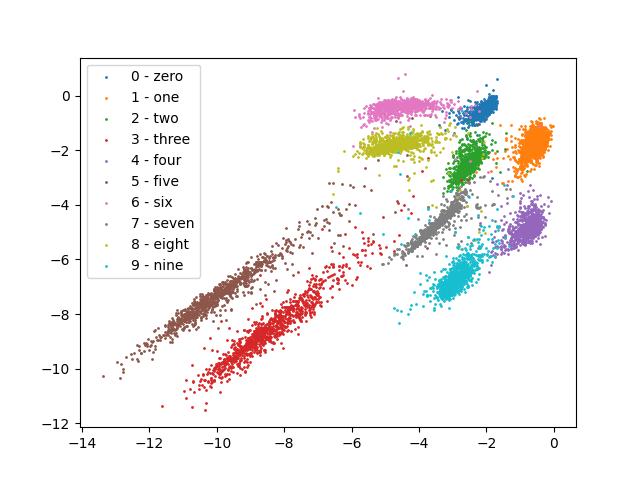 0 - zero
1 - one
2 - two
3 - three
4 - four
5 - five
6 - six
7 - seven
8 - eight
9 - nine
0
−2
−4
−6
−8
−10
−12
−14 −12 −10 −8 −6 −4 −2 0